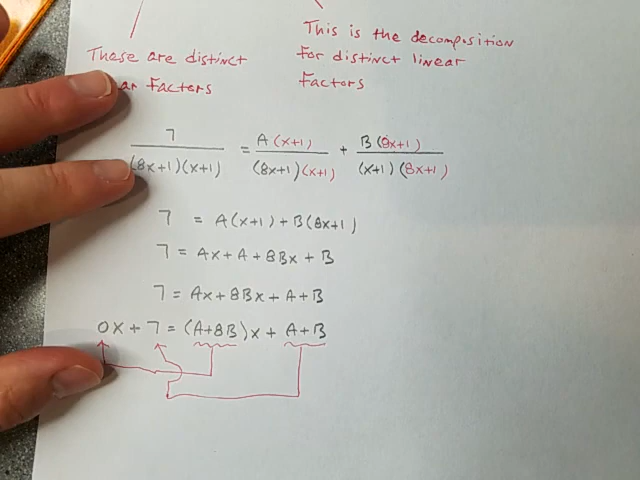 These are distinct
ar Factors
This is the decomposition
For distinct linear
Factors
7/((8x+1)(x+1)) = A(x+1)/((8x+1)(x+1)) + B(8x+1)/((x+1)(8x+1))
7 = A(x+1) + B(8x+1)
7 = Ax + A + 8Bx + B
7 = Ax + 8Bx + A + B
0x + 7 = (A+8B)x + A+B